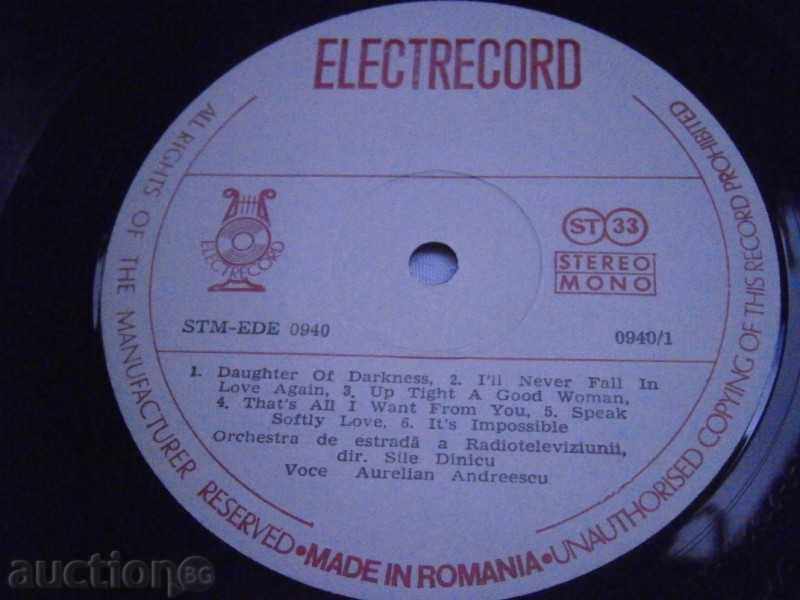 ELECTRECORD
ALL RIGHTS OF THE MANUFACTURER RESERVED • MADE IN ROMANIA • UNAUTHORISED COPYING OF THIS RECORD PROHIBITED
ELECTRECORD
ST 33
STEREO
MONO
STM-EDE 0940
0940/1
1. Daughter Of Darkness, 2. I'll Never Fall In
Love Again, 3. Up Tight A Good Woman,
4. That's All I Want From You, 5. Speak
Softly Love, 6. It's Impossible
Orchestra de estradă a Radioteleviziunii,
dir. Sile Dinicu
Voce Aurelian Andreescu
auction BG